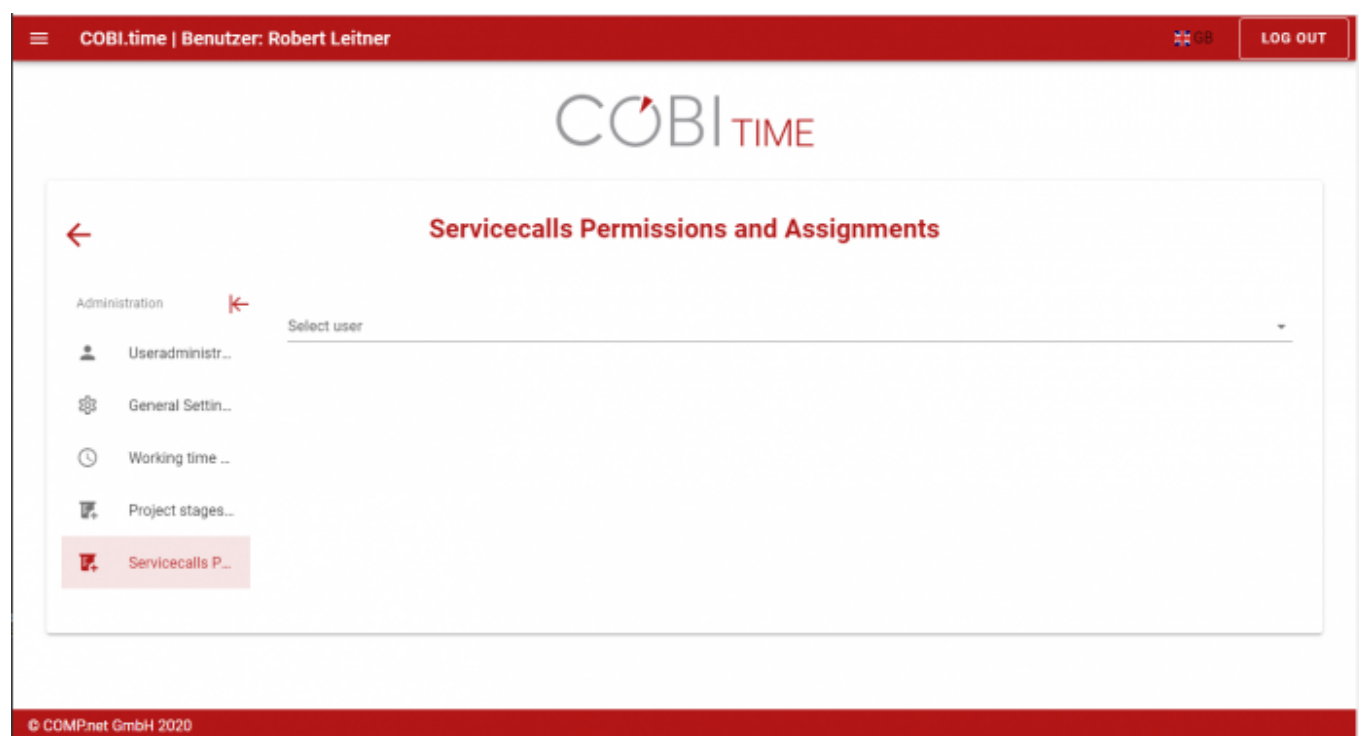 COBI.time | Benutzer: Robert Leitner
GB
LOG OUT
COBI TIME
Servicecalls Permissions and Assignments
Administration
Select user
Useradministr...
General Settin...
Working time ...
Project stages...
Servicecalls P...
© COMP.net GmbH 2020